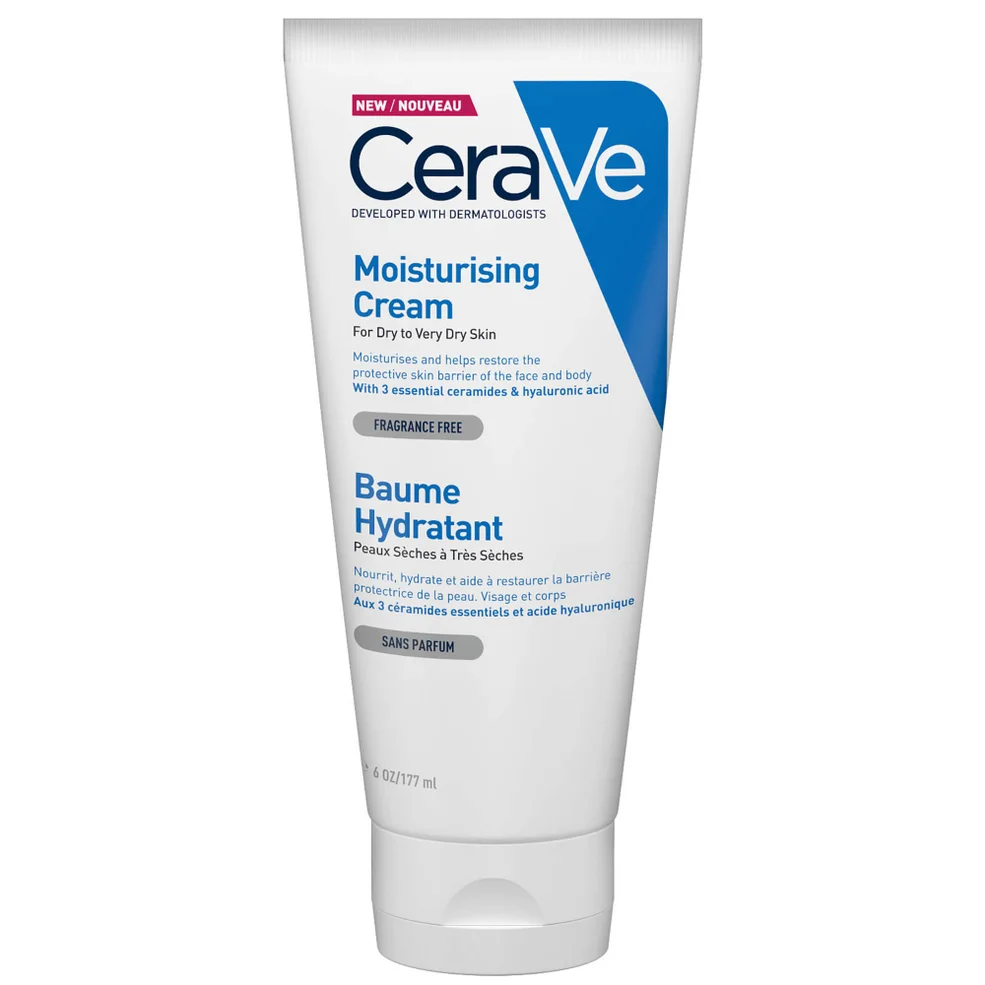 NEW / NOUVEAU
CeraVe
DEVELOPED WITH DERMATOLOGISTS
Moisturising
Cream
For Dry to Very Dry Skin
Moisturises and helps restore the
protective skin barrier of the face and body
With 3 essential ceramides & hyaluronic acid
FRAGRANCE FREE
Baume
Hydratant
Peaux Sèches à Très Sèches
Nourrit, hydrate et aide à restaurer la barrière
protectrice de la peau. Visage et corps
Aux 3 céramides essentiels et acide hyaluronique
SANS PARFUM
6 OZ/177 ml